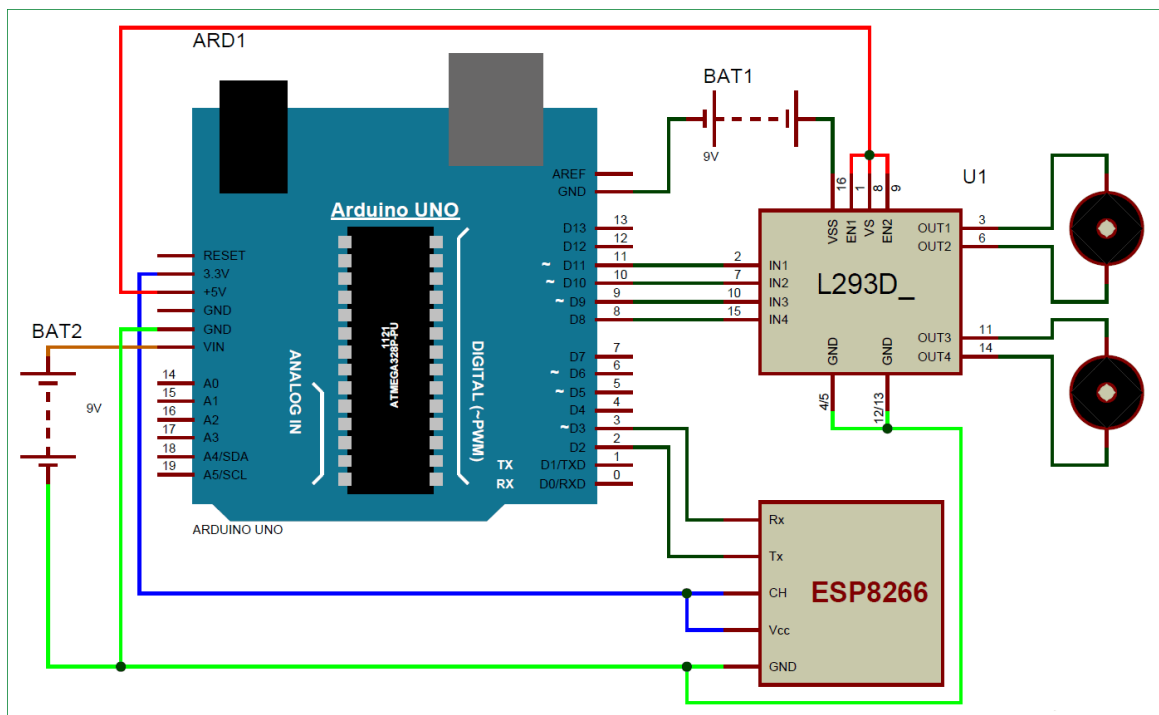 ARD1
BAT1
9V
AREF
GND
Arduino UNO
D13 13
D12 12
~ D11 11
~ D10 10
~ D9 9
D8 8
D7 7
~ D6 6
~ D5 5
D4 4
~ D3 3
D2 2
TX D1/TXD 1
RX D0/RXD 0
RESET
3.3V
+5V
GND
GND
VIN
14 A0
15 A1
16 A2
17 A3
18 A4/SDA
19 A5/SCL
ANALOG IN
1121
ATMEGA328P-PU
DIGITAL (~PWM)
ARDUINO UNO
BAT2
9V
U1
16 1 8 9
VSS EN1 VS EN2
2 IN1
7 IN2
10 IN3
15 IN4
L293D_
OUT1 3
OUT2 6
OUT3 11
OUT4 14
GND GND
4/5 12/13
Rx
Tx
CH
Vcc
GND
ESP8266